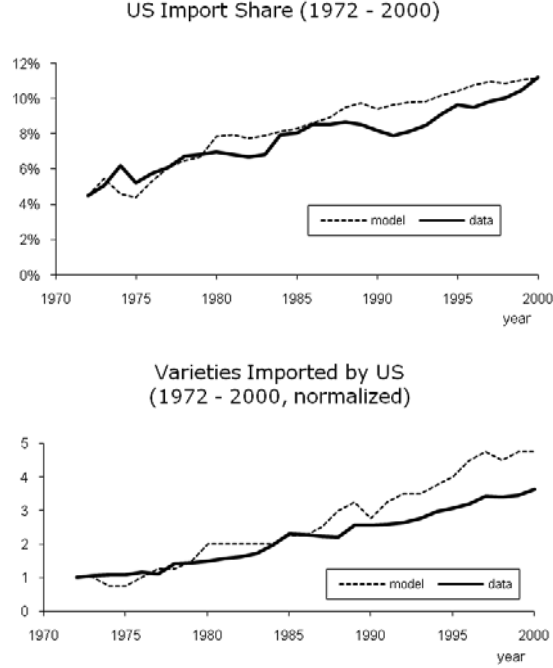 US Import Share (1972 - 2000)
12%
10%
8%
6%
4%
2%
0%
model data
1970 1975 1980 1985 1990 1995 2000
year
Varieties Imported by US
(1972 - 2000, normalized)
5
4
3
2
1
0
model data
1970 1975 1980 1985 1990 1995 2000
year